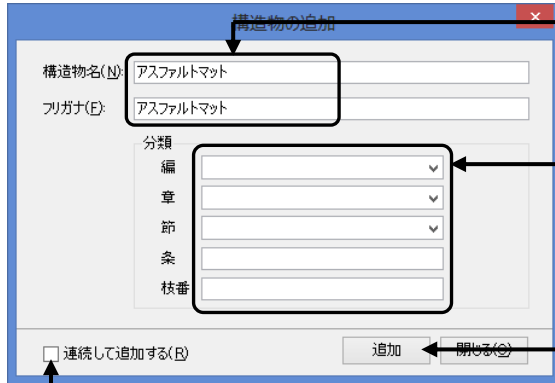 構造物の追加
構造物名(N): アスファルトマット
フリガナ(F): アスファルトマット
分類
編
章
節
条
枝番
連続して追加する(R) 追加 閉じる(O)